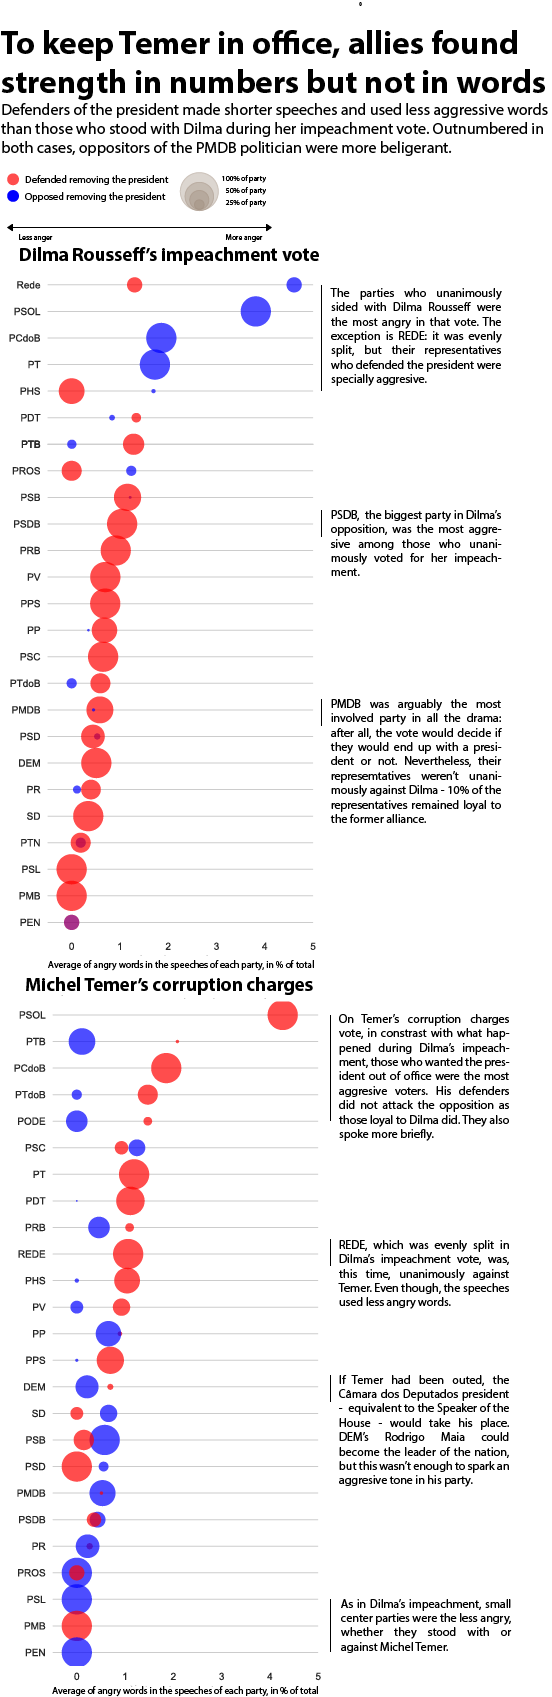 To keep Temer in office, allies found
strength in numbers but not in words
Defenders of the president made shorter speeches and used less aggressive words
than those who stood with Dilma during her impeachment vote. Outnumbered in
both cases, oppositors of the PMDB politician were more beligerant.
Defended removing the president
Opposed removing the president
100% of party
50% of party
25% of party
Less anger
More anger
Dilma Rousseff's impeachment vote
Rede
PSOL
PCdoB
PT
PHS
PDT
PTB
PROS
PSB
PSDB
PRB
PV
PPS
PP
PSC
PTdoB
PMDB
PSD
DEM
PR
SD
PTN
PSL
PMB
PEN
0 1 2 3 4 5
Average of angry words in the speeches of each party, in % of total
The parties who unanimously
sided with Dilma Rousseff were
the most angry in that vote. The
exception is REDE: it was evenly
split, but their representatives
who defended the president were
specially aggresive.
PSDB, the biggest party in Dilma's
opposition, was the most aggre-
sive among those who unani-
mously voted for her impeach-
ment.
PMDB was arguably the most
involved party in all the drama:
after all, the vote would decide if
they would end up with a presi-
dent or not. Nevertheless, their
represemtatives weren't unani-
mously against Dilma - 10% of the
representatives remained loyal to
the former alliance.
Michel Temer's corruption charges
PSOL
PTB
PCdoB
PTdoB
PODE
PSC
PT
PDT
PRB
REDE
PHS
PV
PP
PPS
DEM
SD
PSB
PSD
PMDB
PSDB
PR
PROS
PSL
PMB
PEN
0 1 2 3 4 5
Average of angry words in the speeches of each party, in % of total
On Temer's corruption charges
vote, in constrast with what hap-
pened during Dilma's impeach-
ment, those who wanted the pres-
ident out of office were the most
aggresive voters. His defenders
did not attack the opposition as
those loyal to Dilma did. They also
spoke more briefly.
REDE, which was evenly split in
Dilma's impeachment vote, was,
this time, unanimously against
Temer. Even though, the speeches
used less angry words.
If Temer had been outed, the
Câmara dos Deputados president
- equivalent to the Speaker of the
House - would take his place.
DEM's Rodrigo Maia could
become the leader of the nation,
but this wasn't enough to spark an
aggresive tone in his party.
As in Dilma's impeachment, small
center parties were the less angry,
whether they stood with or
against Michel Temer.